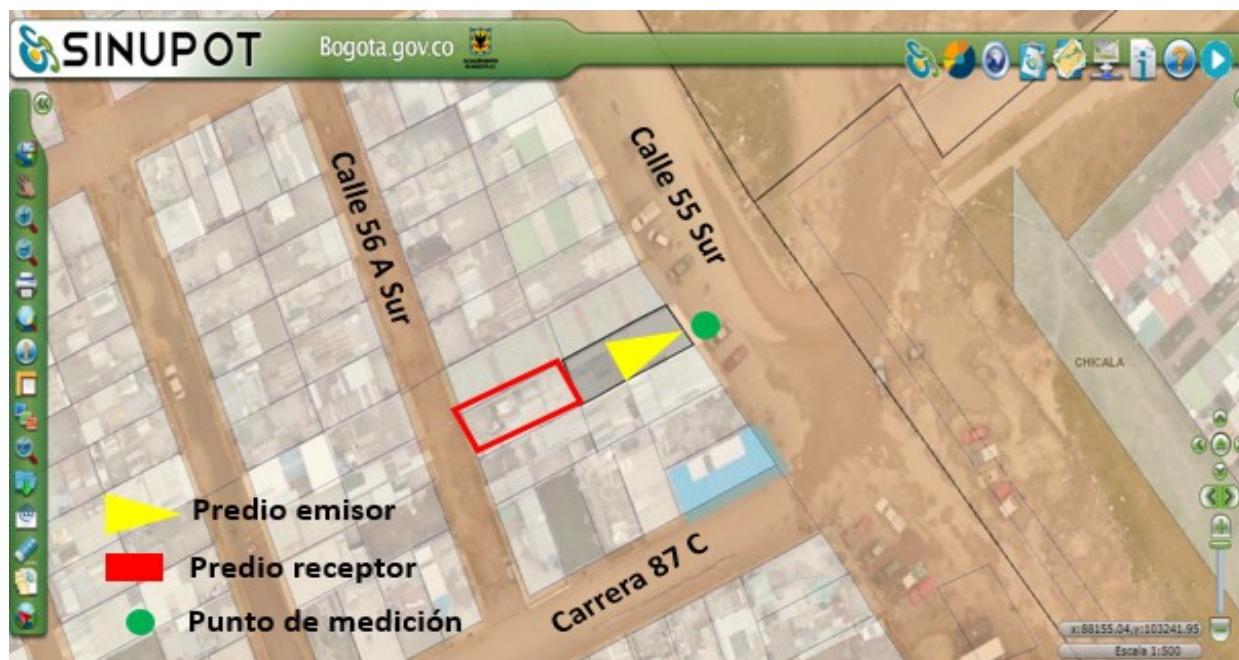 SINUPOT
Bogota.gov.co
Calle 56 A Sur
Calle 55 Sur
CHICALA
Predio emisor
Predio receptor
Punto de medición
Carrera 87 C
x:88155.04,y:103241.95
Escala 1:500